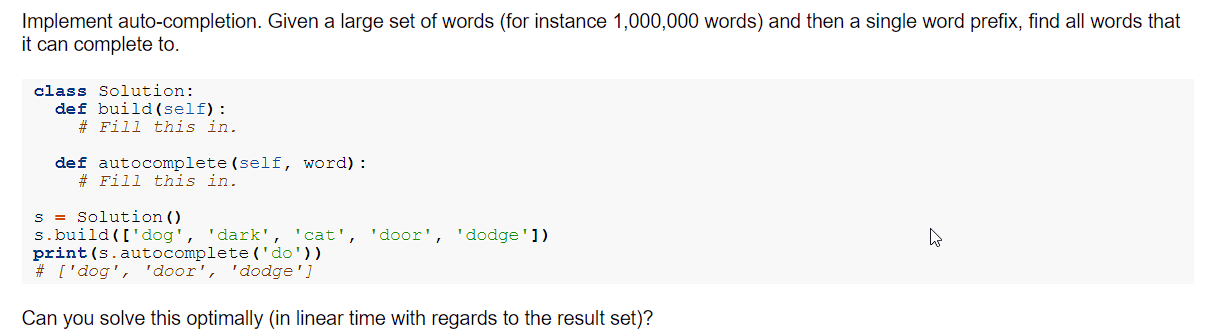 Implement auto-completion. Given a large set of words (for instance 1,000,000 words) and then a single word prefix, find all words that
it can complete to.
class Solution:
  def build(self):
    # Fill this in.
  def autocomplete(self, word):
    # Fill this in.
s = Solution()
s.build(['dog', 'dark', 'cat', 'door', 'dodge'])
print(s.autocomplete('do'))
# ['dog', 'door', 'dodge']
Can you solve this optimally (in linear time with regards to the result set)?